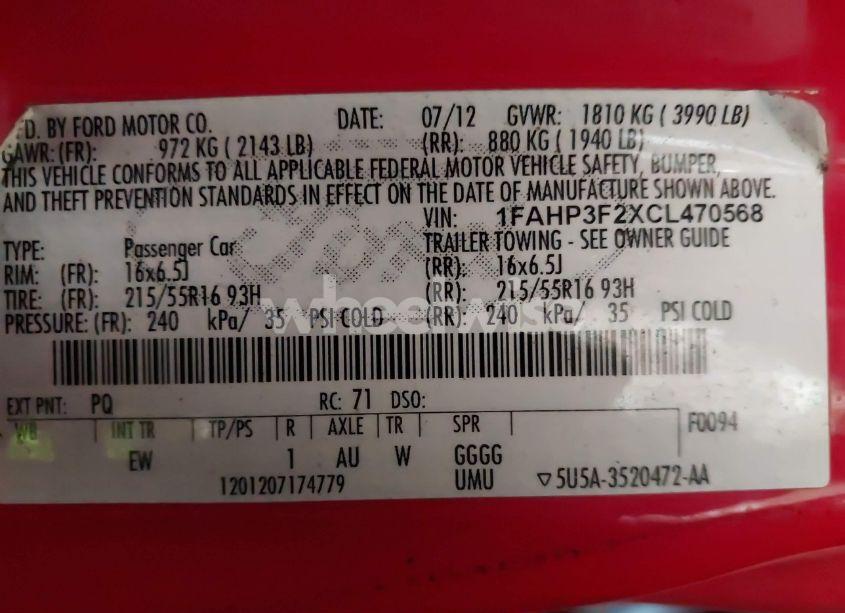 FD. BY FORD MOTOR CO. DATE: 07/12 GVWR: 1810 KG ( 3990 LB)
GAWR: (FR): 972 KG ( 2143 LB) (RR): 880 KG ( 1940 LB)
THIS VEHICLE CONFORMS TO ALL APPLICABLE FEDERAL MOTOR VEHICLE SAFETY, BUMPER,
AND THEFT PREVENTION STANDARDS IN EFFECT ON THE DATE OF MANUFACTURE SHOWN ABOVE.
VIN: 1FAHP3F2XCL470568
TYPE: Passenger Car TRAILER TOWING - SEE OWNER GUIDE
RIM: (FR): 16x6.5J (RR): 16x6.5J
TIRE: (FR): 215/55R16 93H (RR): 215/55R16 93H
PRESSURE: (FR): 240 kPa/ 35 PSI COLD (RR): 240 kPa/ 35 PSI COLD
EXT PNT: PQ RC: 71 DSO:
WB INT TR TP/PS R AXLE TR SPR F0094
EW 1 AU W GGGG
1201207174779 UMU 5U5A-3520472-AA